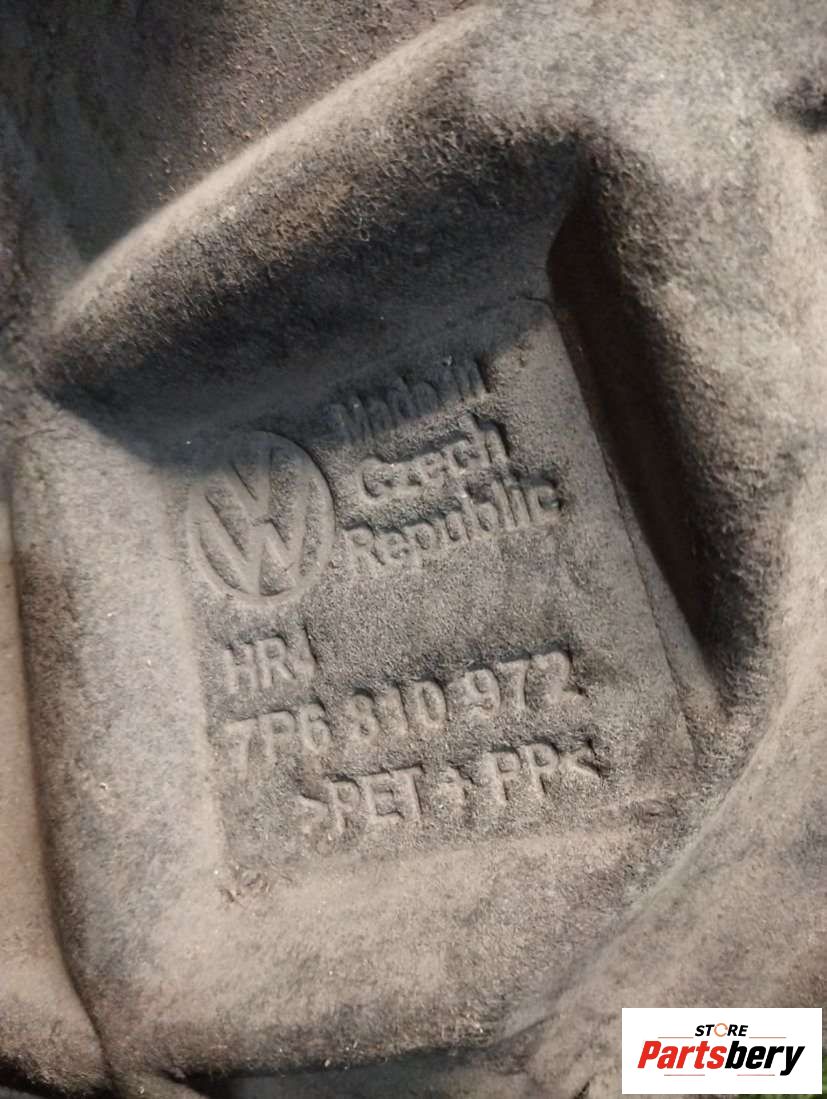 Made in
Czech
Republic
HR4
7P6 810 972
>PET + PP<
STORE
Partsbery